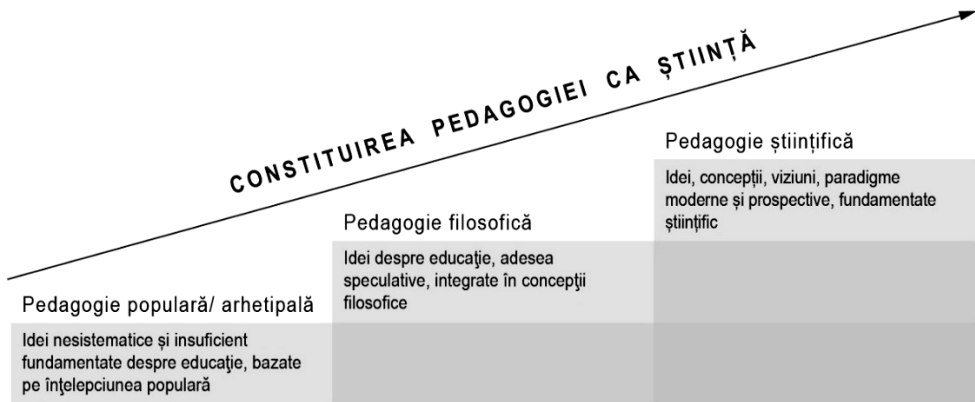 CONSTITUIREA PEDAGOGIEI CA ȘTIINȚĂ
Pedagogie științifică
Idei, concepții, viziuni, paradigme
moderne și prospective, fundamentate
științific
Pedagogie filosofică
Idei despre educaţie, adesea
speculative, integrate în concepţii
filosofice
Pedagogie populară/ arhetipală
Idei nesistematice și insuficient
fundamentate despre educaţie, bazate
pe înţelepciunea populară